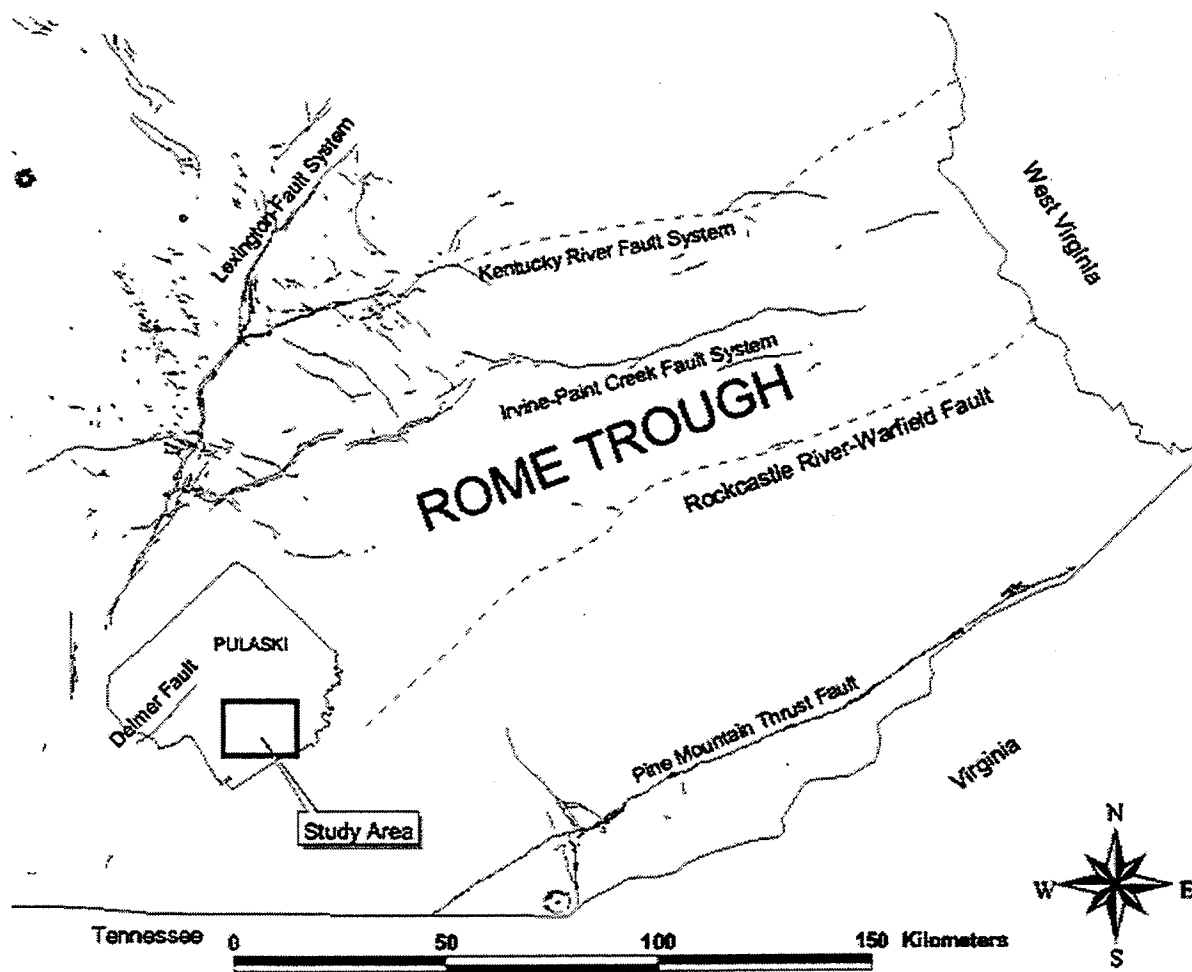 Lexington Fault System
West Virginia
Kentucky River Fault System
Irvine-Paint Creek Fault System
ROME TROUGH
Rockcastle River-Warfield Fault
PULASKI
Delmer Fault
Pine Mountain Thrust Fault
Virginia
Study Area
N
W E
S
Tennessee
0 50 100 150 Kilometers